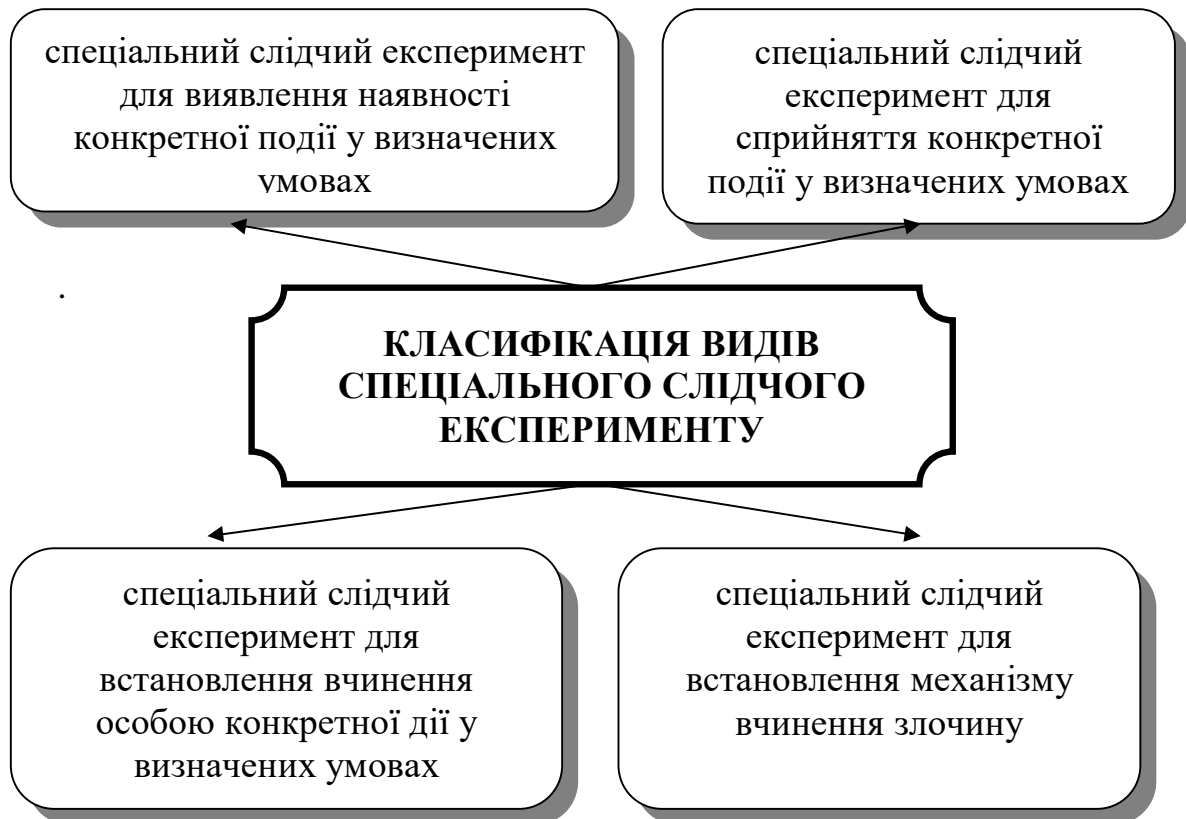 спеціальний слідчий експеримент
для виявлення наявності
конкретної події у визначених
умовах
спеціальний слідчий
експеримент для
сприйняття конкретної
події у визначених умовах
.
КЛАСИФІКАЦІЯ ВИДІВ
СПЕЦІАЛЬНОГО СЛІДЧОГО
ЕКСПЕРИМЕНТУ
спеціальний слідчий
експеримент для
встановлення вчинення
особою конкретної дії у
визначених умовах
спеціальний слідчий
експеримент для
встановлення механізму
вчинення злочину